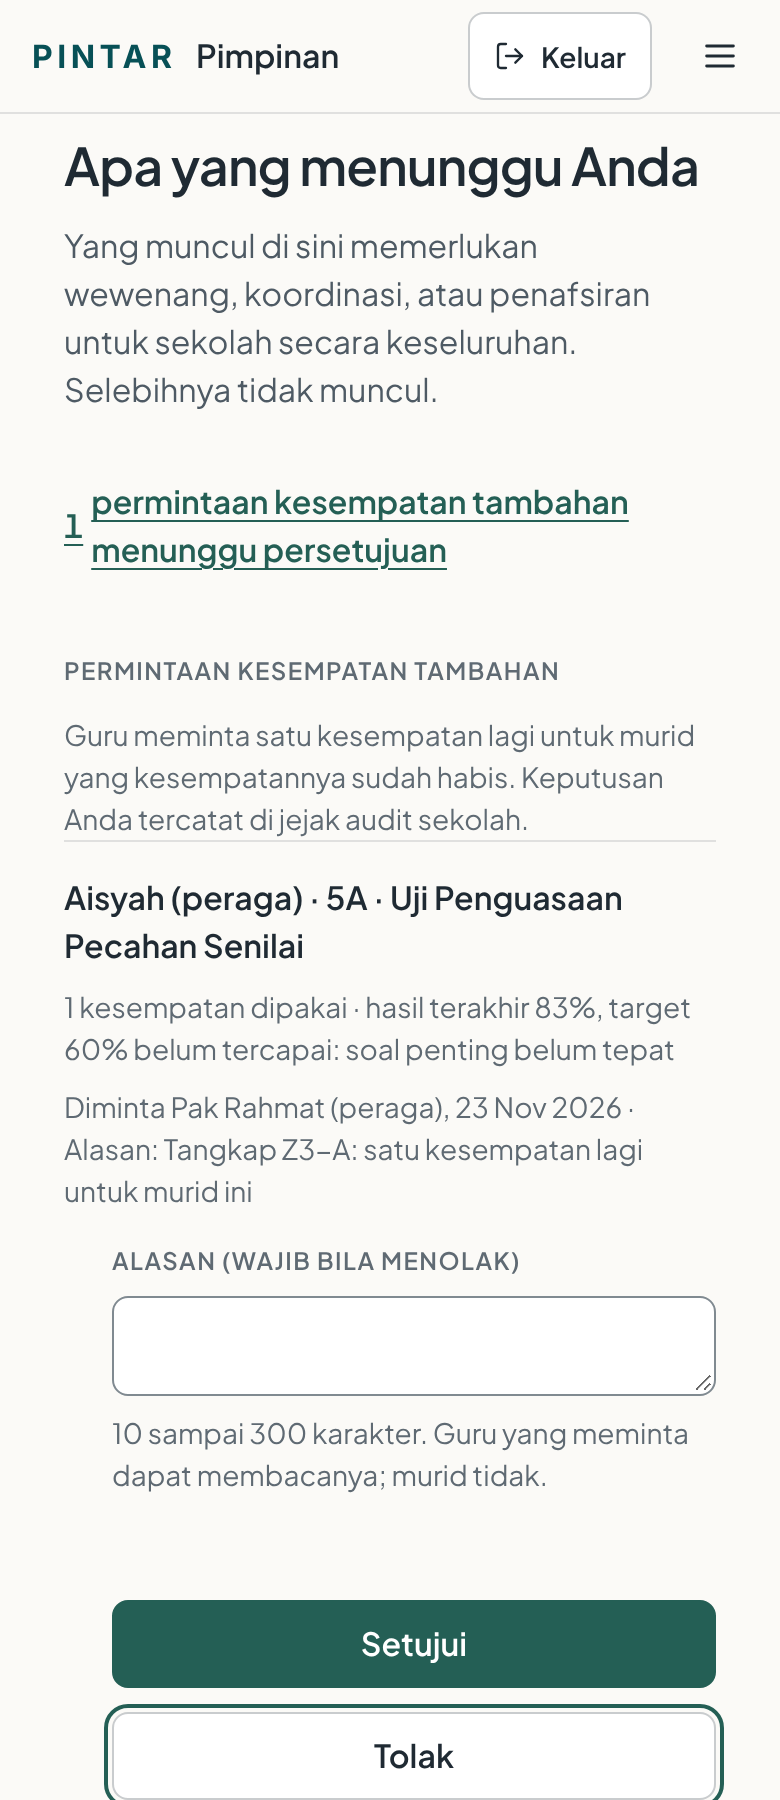 PINTAR Pimpinan
Keluar
Apa yang menunggu Anda
Yang muncul di sini memerlukan
wewenang, koordinasi, atau penafsiran
untuk sekolah secara keseluruhan.
Selebihnya tidak muncul.
1 permintaan kesempatan tambahan
menunggu persetujuan
PERMINTAAN KESEMPATAN TAMBAHAN
Guru meminta satu kesempatan lagi untuk murid
yang kesempatannya sudah habis. Keputusan
Anda tercatat di jejak audit sekolah.
Aisyah (peraga) · 5A · Uji Penguasaan
Pecahan Senilai
1 kesempatan dipakai · hasil terakhir 83%, target
60% belum tercapai: soal penting belum tepat
Diminta Pak Rahmat (peraga), 23 Nov 2026 ·
Alasan: Tangkap Z3–A: satu kesempatan lagi
untuk murid ini
ALASAN (WAJIB BILA MENOLAK)
10 sampai 300 karakter. Guru yang meminta
dapat membacanya; murid tidak.
Setujui
Tolak